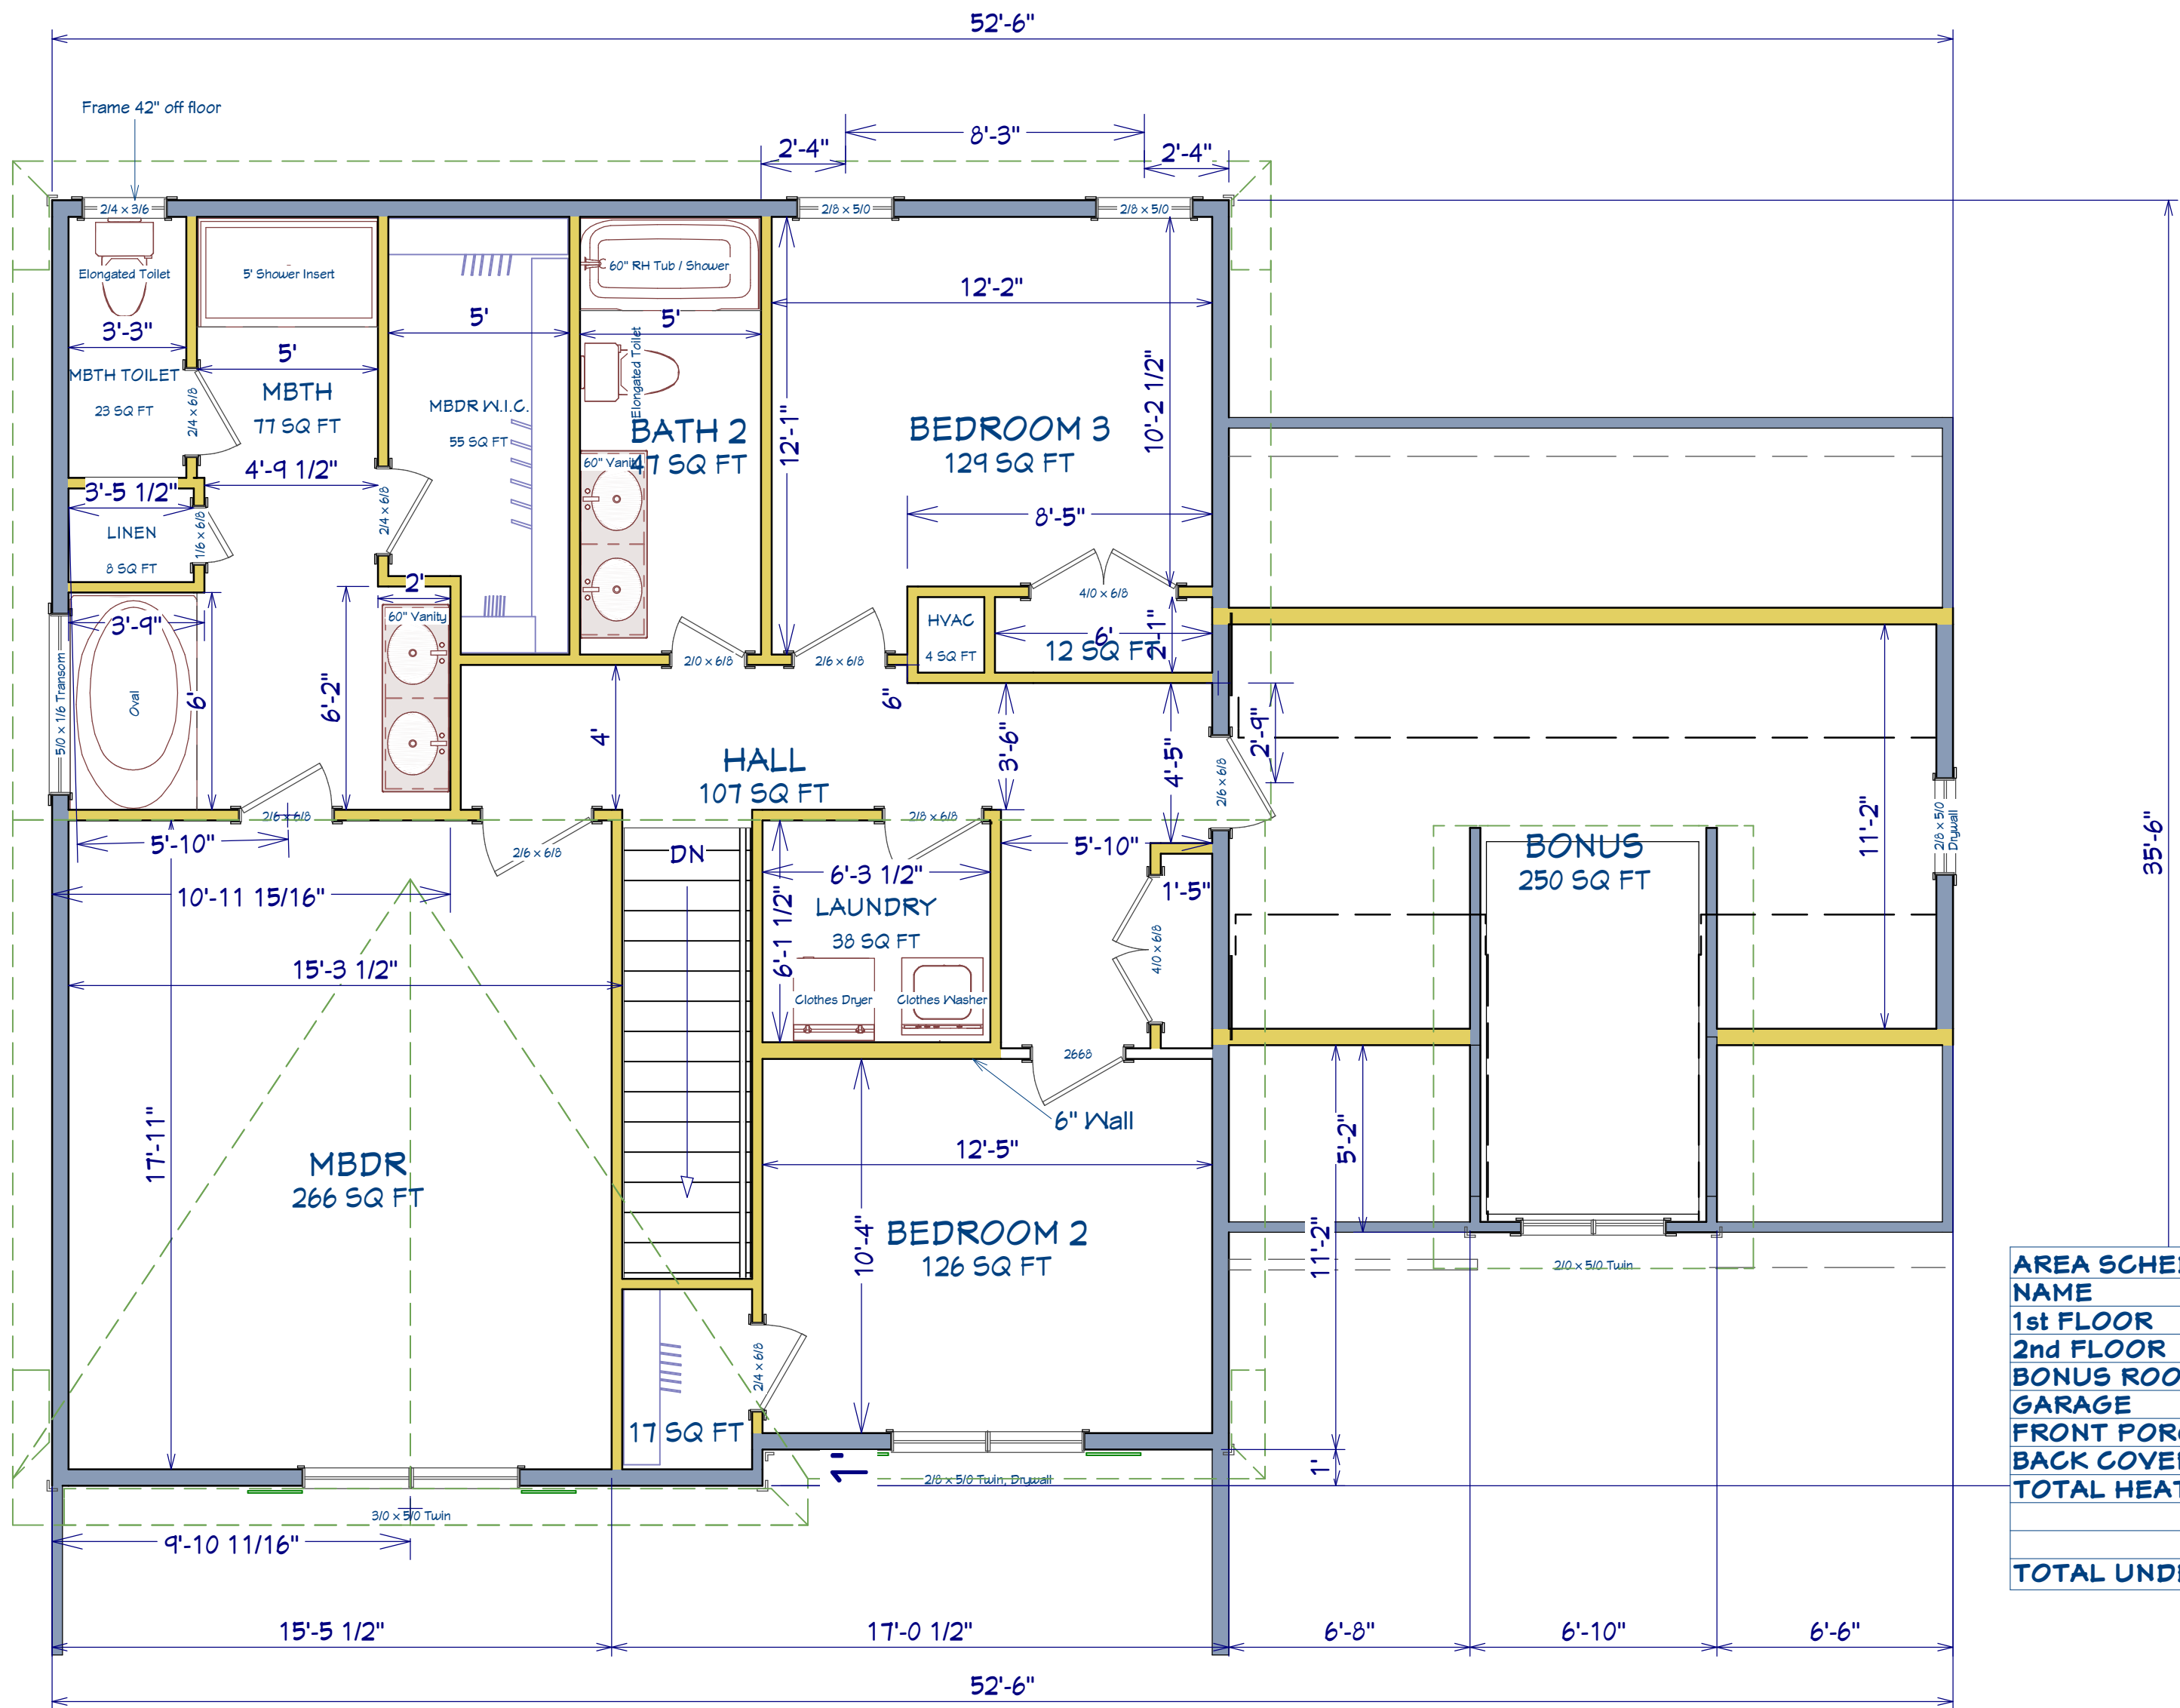 52'-6"
Frame 42" off floor
8'-3"
2'-4"
2'-4"
2/4 x 3/6
2/8 x 5/0
2/8 x 5/0
Elongated Toilet
5' Shower Insert
60" RH Tub / Shower
12'-2"
3'-3"
5'
5'
5'
Elongated Toilet
10'-2 1/2"
MBTH TOILET
23 SQ FT
2/4 x 6/8
MBTH
77 SQ FT
MBDR W.I.C.
55 SQ FT
BATH 2
47 SQ FT
60" Vanity
12'-1"
BEDROOM 3
129 SQ FT
4'-9 1/2"
3'-5 1/2"
LINEN
8 SQ FT
1/6 x 6/8
2/4 x 6/8
8'-5"
2'
60" Vanity
4/0 x 6/8
HVAC
4 SQ FT
6'
12 SQ FT
2'-1"
3'-9"
5/0 x 1/6 Transom
Oval
6'
6'-2"
2/0 x 6/8
2/6 x 6/8
6"
4'
HALL
107 SQ FT
3'-6"
4'-5"
2/6 x 6/8
2'-9"
11'-2"
2/8 x 5/0
Drywall
35'-6"
2/6 x 6/8
5'-10"
2/6 x 6/8
DN
2/8 x 6/8
5'-10"
BONUS
250 SQ FT
10'-11 15/16"
6'-3 1/2"
1'-5"
LAUNDRY
38 SQ FT
6'-1 1/2"
4/0 x 6/8
15'-3 1/2"
Clothes Dryer
Clothes Washer
2668
6" Wall
17'-11"
MBDR
266 SQ FT
12'-5"
5'-2"
10'-4"
BEDROOM 2
126 SQ FT
11'-2"
2/0 x 5/0 Twin
2/4 x 6/8
17 SQ FT
1'
1'
2/8 x 5/0 Twin, Drywall
3/0 x 5/0 Twin
9'-10 11/16"
AREA SCHE
NAME
1st FLOOR
2nd FLOOR
BONUS ROO
GARAGE
FRONT POR
BACK COVE
TOTAL HEAT
TOTAL UND
15'-5 1/2"
17'-0 1/2"
6'-8"
6'-10"
6'-6"
52'-6"